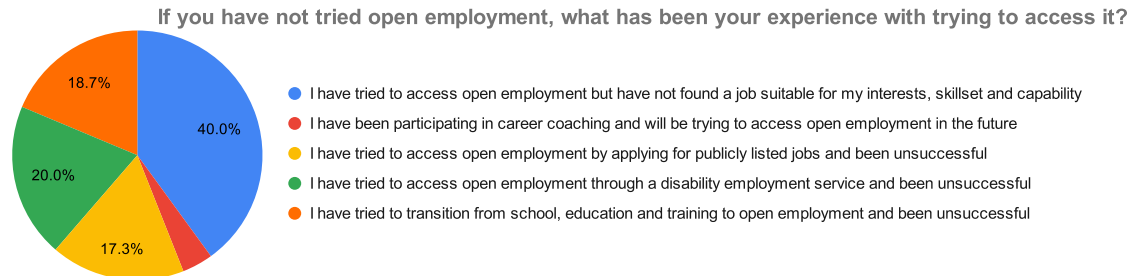 If you have not tried open employment, what has been your experience with trying to access it?
18.7%
40.0%
20.0%
17.3%
I have tried to access open employment but have not found a job suitable for my interests, skillset and capability
I have been participating in career coaching and will be trying to access open employment in the future
I have tried to access open employment by applying for publicly listed jobs and been unsuccessful
I have tried to access open employment through a disability employment service and been unsuccessful
I have tried to transition from school, education and training to open employment and been unsuccessful